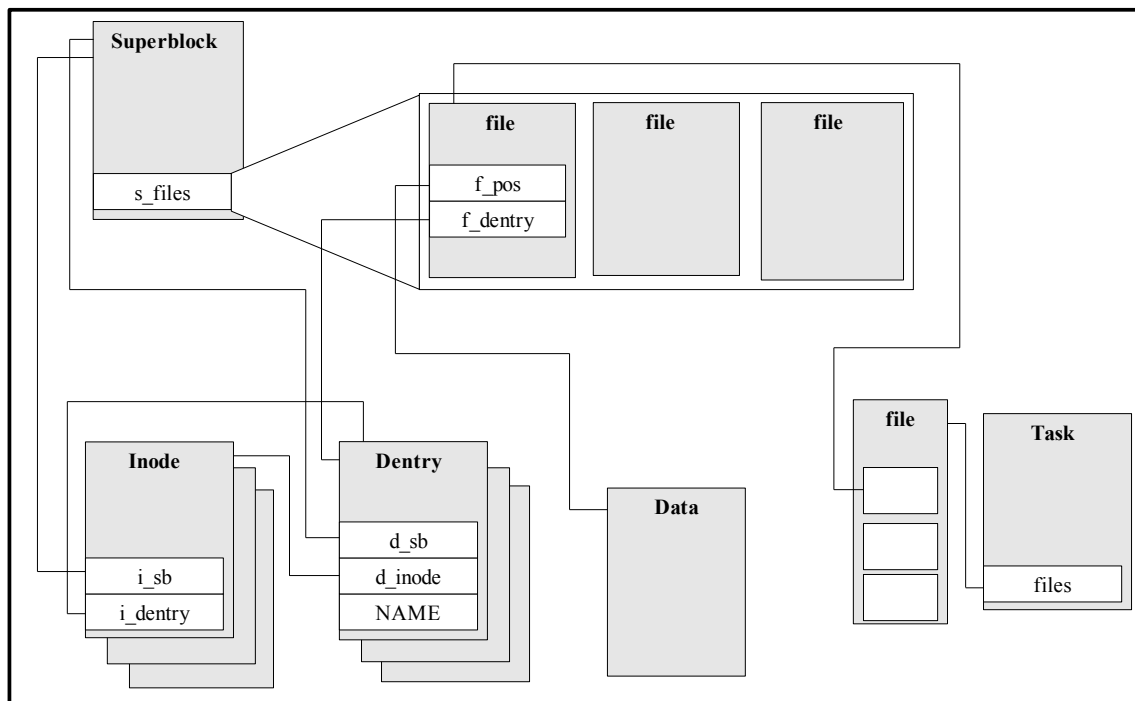 Superblock
s_files
file
f_pos
f_dentry
file
file
Inode
i_sb
i_dentry
Dentry
d_sb
d_inode
NAME
Data
file
Task
files